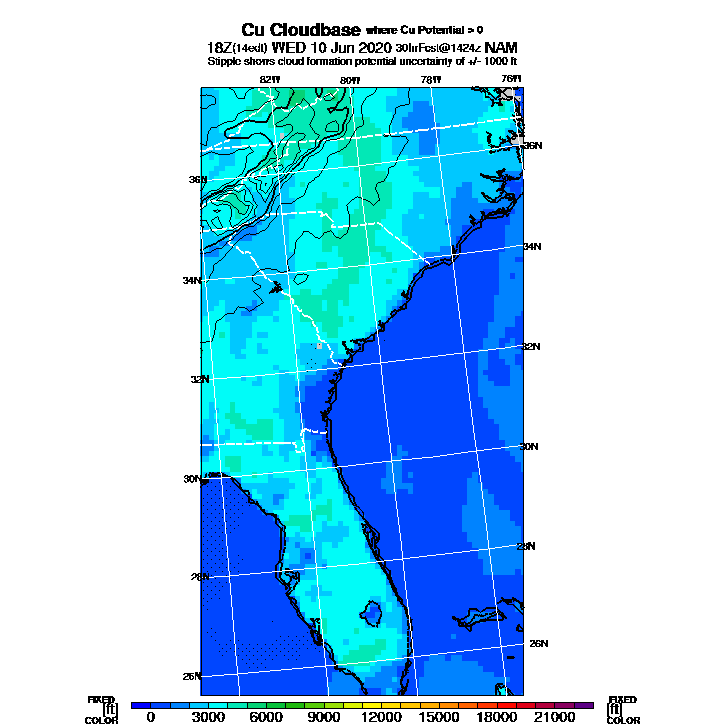 Cu Cloudbase where Cu Potential > 0
18Z(14edt) WED 10 Jun 2020 30hrFcst@1424z NAM
Stipple shows cloud formation potential uncertainty of +/- 1000 ft
82W 80W 78W 76W
36N
36N
34N
34N
32N
32N
30N
30N
28N
28N
26N
26N
FIXED FIXED
[ft] [ft]
COLOR COLOR
0 3000 6000 9000 12000 15000 18000 21000